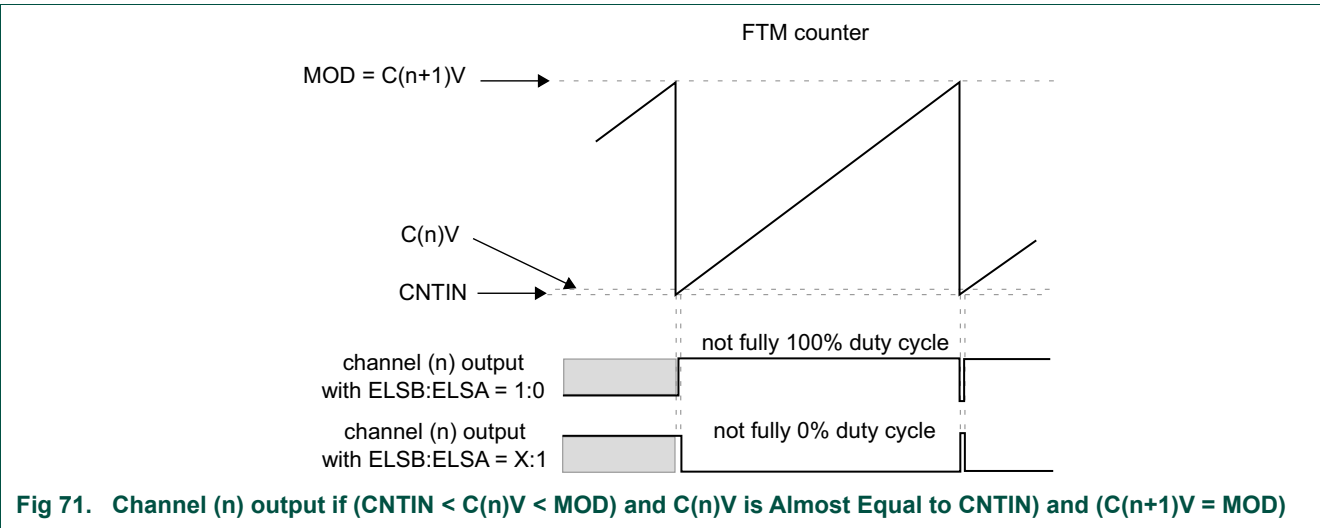 FTM counter
MOD = C(n+1)V
C(n)V
CNTIN
not fully 100% duty cycle
channel (n) output
with ELSB:ELSA = 1:0
not fully 0% duty cycle
channel (n) output
with ELSB:ELSA = X:1
Fig 71. Channel (n) output if (CNTIN < C(n)V < MOD) and C(n)V is Almost Equal to CNTIN) and (C(n+1)V = MOD)